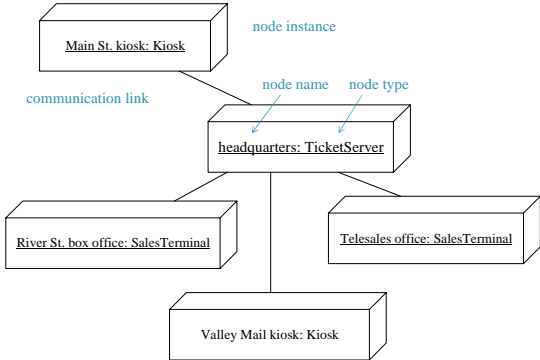 node instance
Main St. kiosk: Kiosk
node name
node type
communication link
headquarters: TicketServer
River St. box office: SalesTerminal
Telesales office: SalesTerminal
Valley Mail kiosk: Kiosk